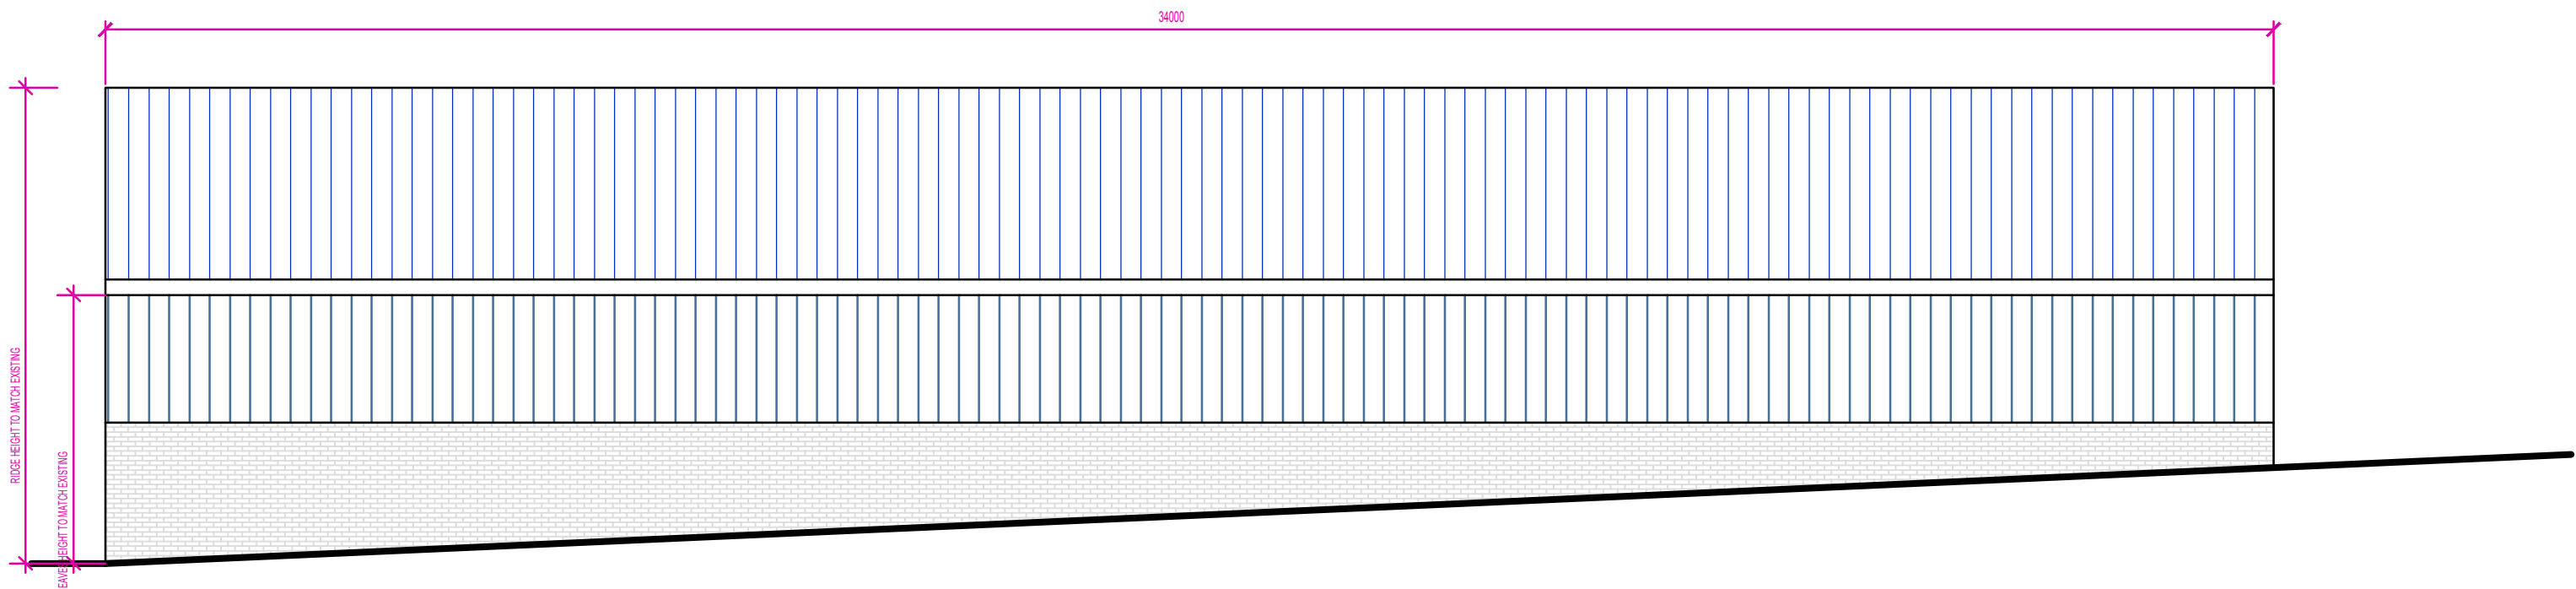 34000
RIDGE HEIGHT TO MATCH EXISTING
EAVES HEIGHT TO MATCH EXISTING